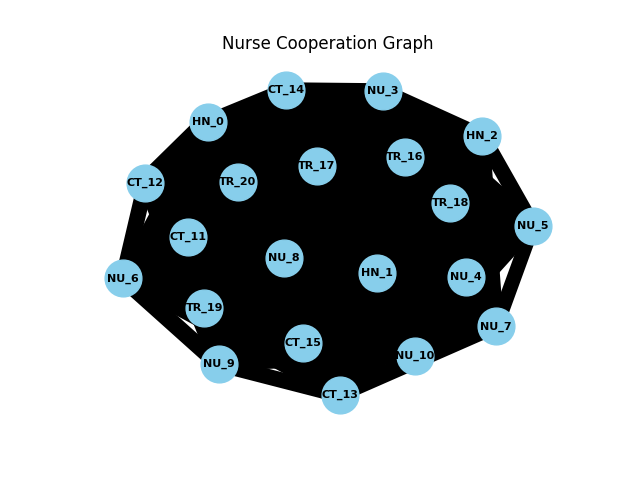 Nurse Cooperation Graph
CT_14
NU_3
HN_0
HN_2
TR_16
TR_17
CT_12
TR_20
TR_18
NU_5
CT_11
NU_8
HN_1
NU_4
NU_6
TR_19
NU_7
CT_15
NU_10
NU_9
CT_13